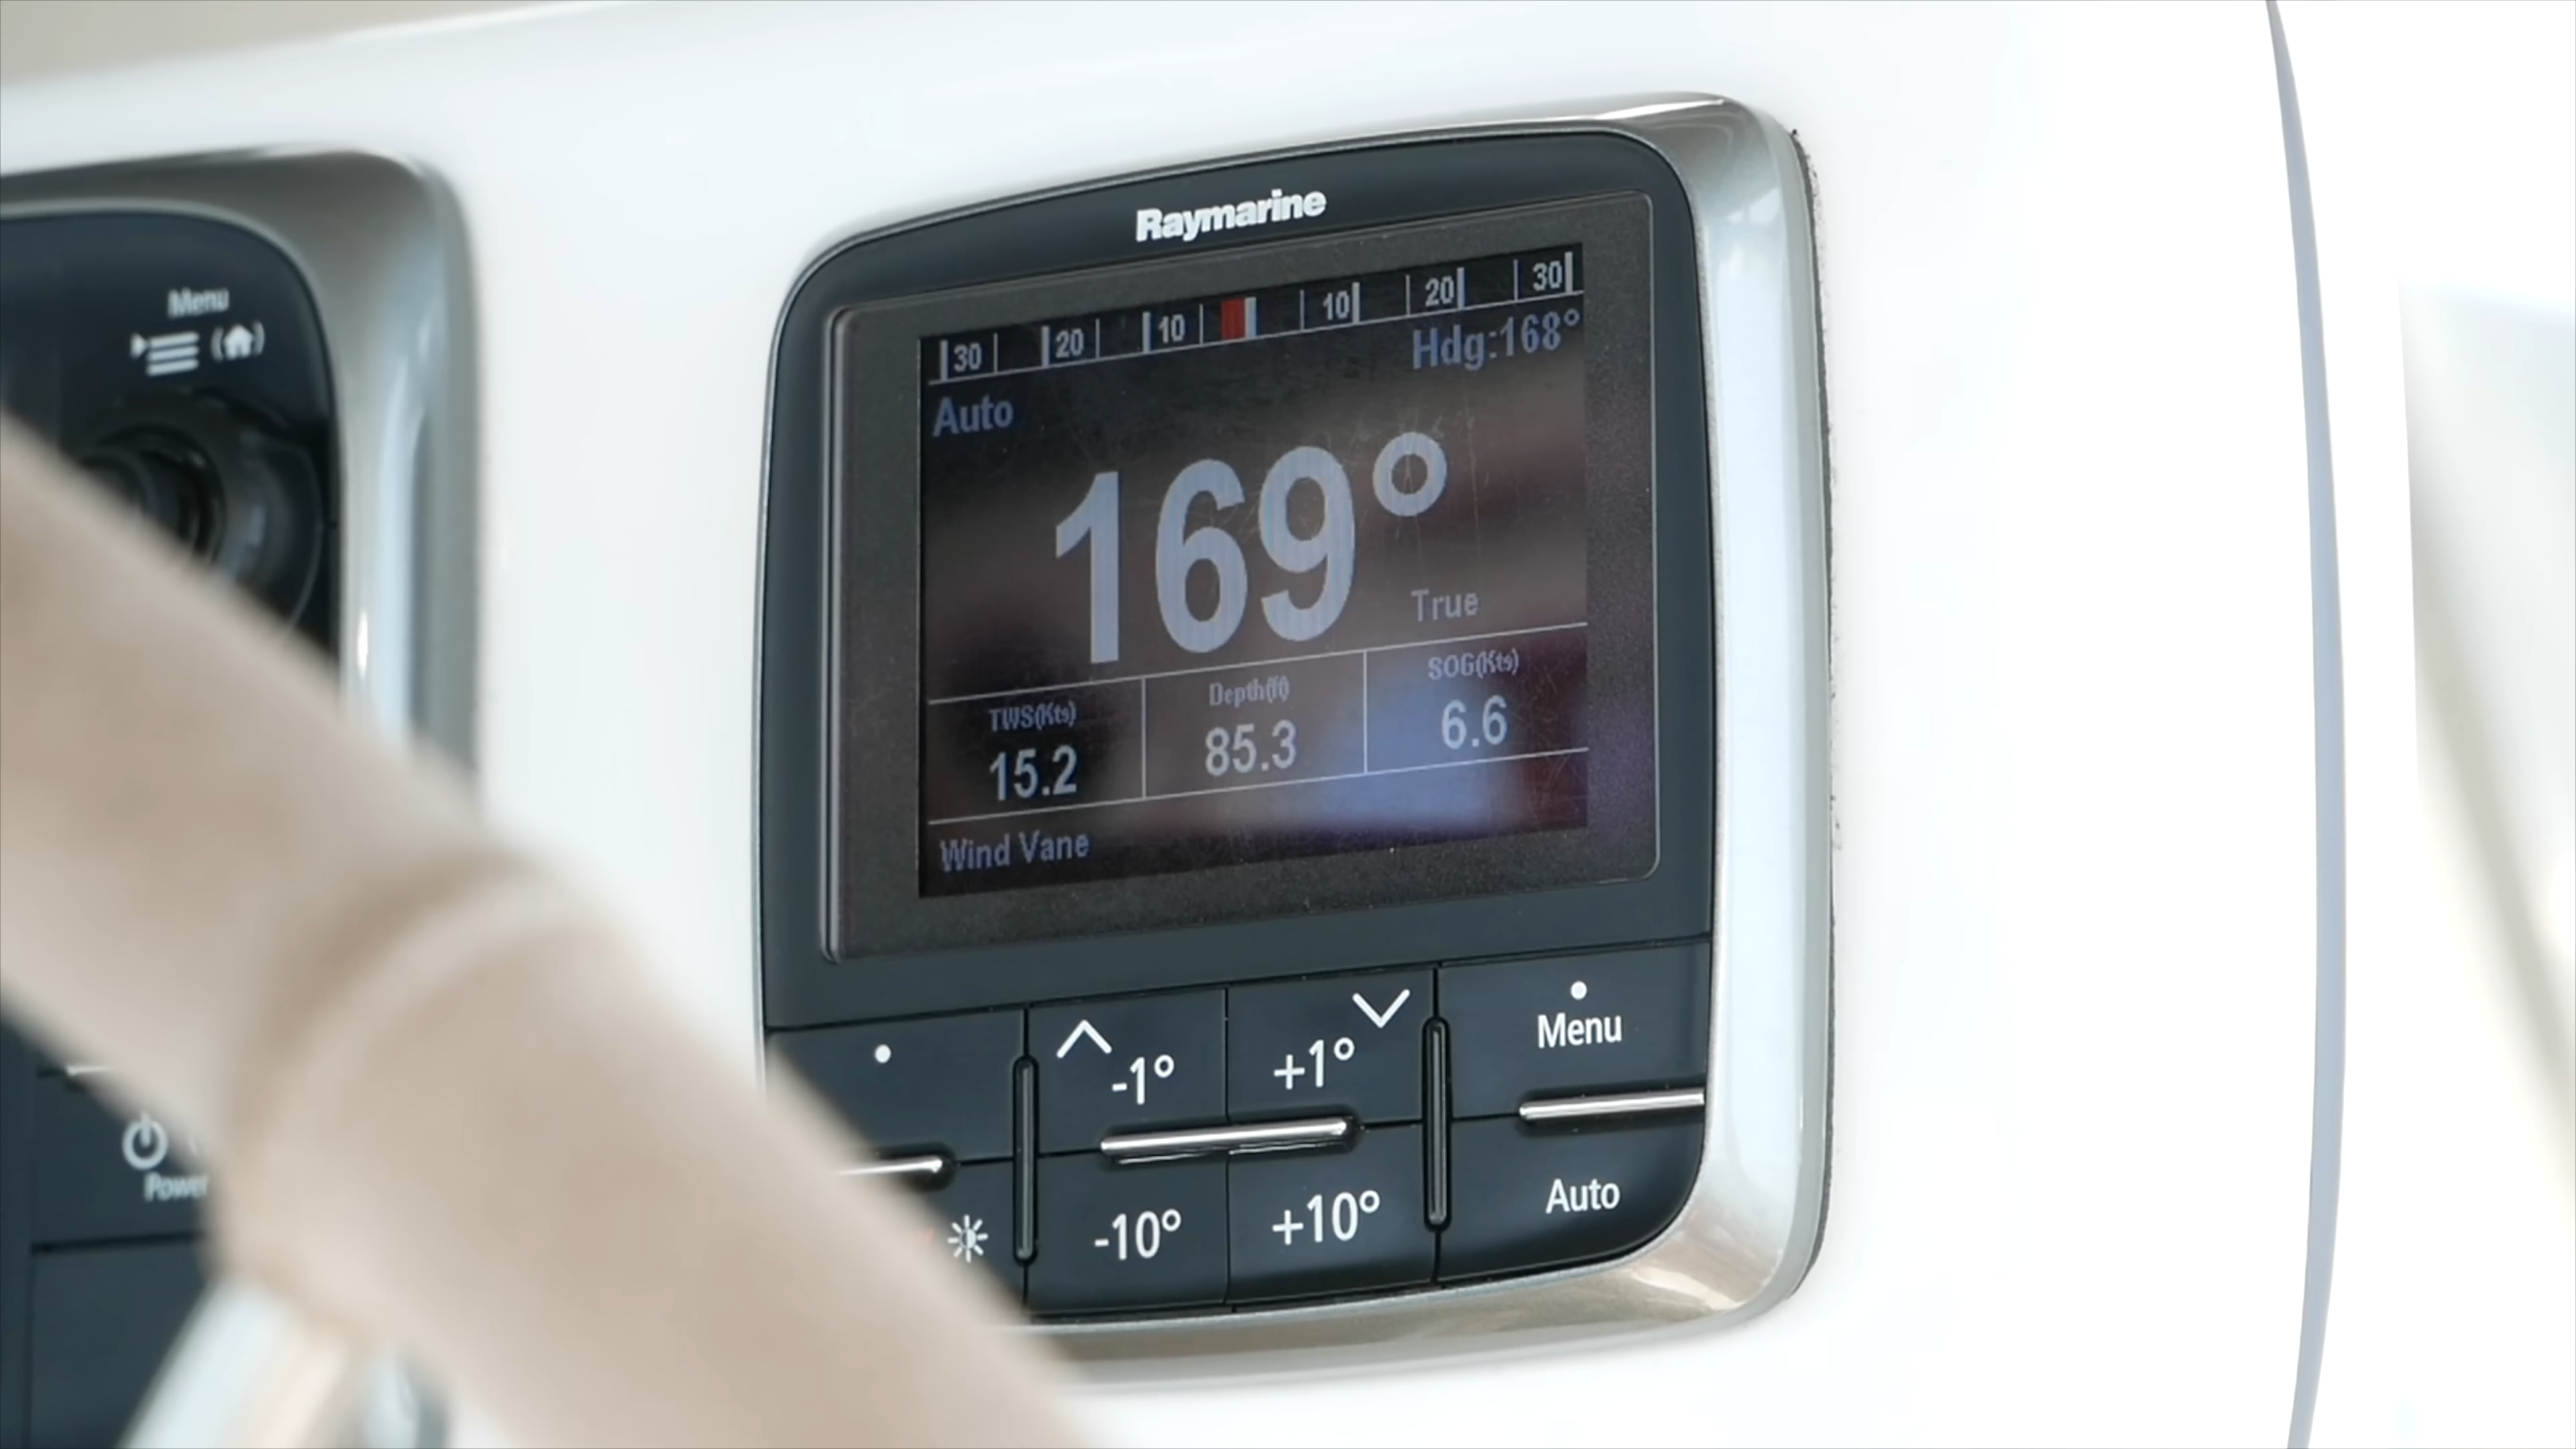 Menu
Power
Raymarine
30 20 10 10 20 30
Hdg:168°
Auto
169°
True
TWS(Kts) Depth(ft) SOG(Kts)
15.2 85.3 6.6
Wind Vane
-1° +1° Menu
-10° +10° Auto